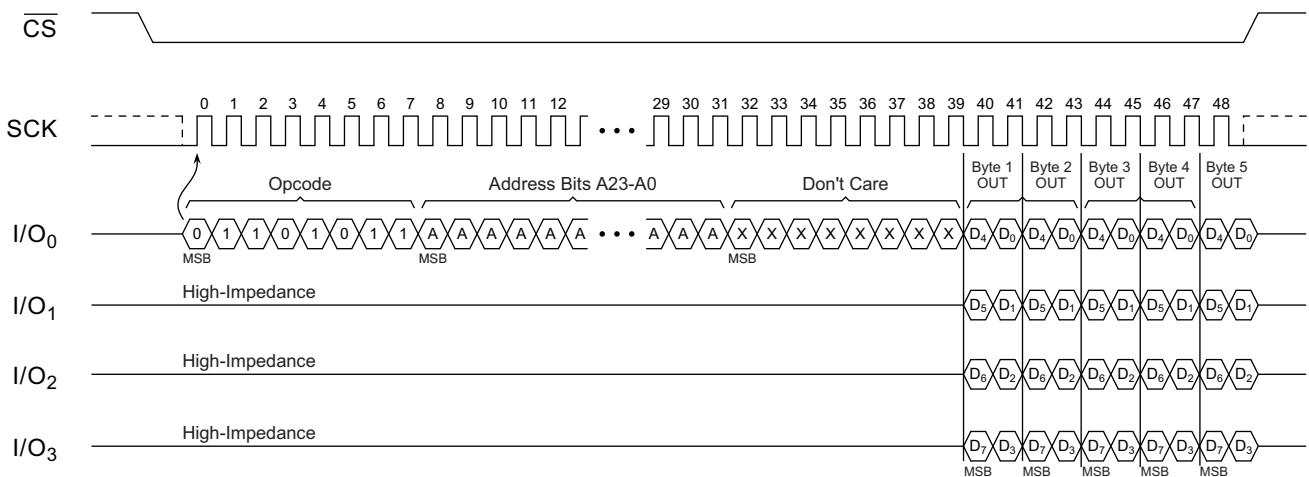 CS
0 1 2 3 4 5 6 7 8 9 10 11 12 29 30 31 32 33 34 35 36 37 38 39 40 41 42 43 44 45 46 47 48
SCK
Opcode Address Bits A23-A0 Don't Care Byte 1 OUT Byte 2 OUT Byte 3 OUT Byte 4 OUT Byte 5 OUT
I/O0 0 1 1 0 1 0 1 1 A A A A A A ••• A A A X X X X X X X X D4 D0 D4 D0 D4 D0 D4 D0 D4 D0
MSB MSB MSB
High-Impedance
I/O1 D5 D1 D5 D1 D5 D1 D5 D1 D5 D1
High-Impedance
I/O2 D6 D2 D6 D2 D6 D2 D6 D2 D6 D2
High-Impedance
I/O3 D7 D3 D7 D3 D7 D3 D7 D3 D7 D3
MSB MSB MSB MSB MSB